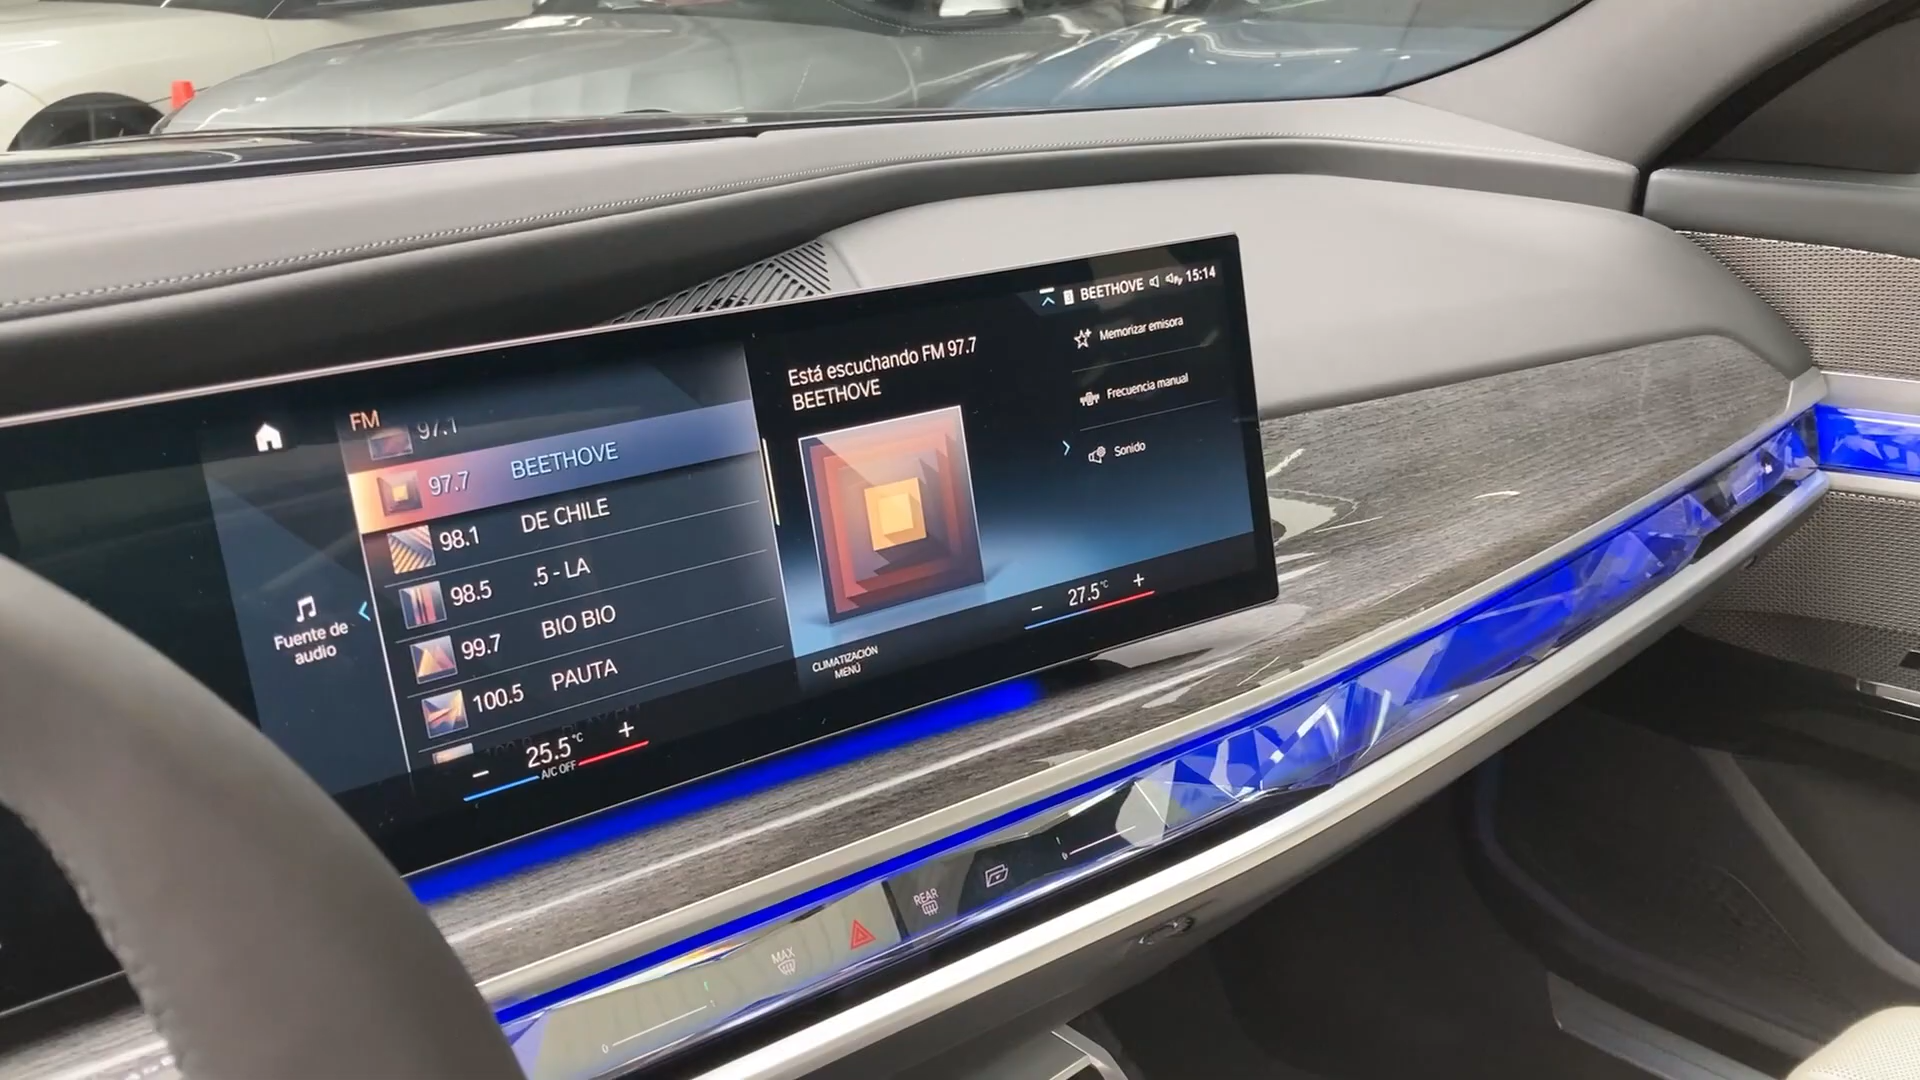 FM
97.1
97.7 BEETHOVE
98.1 DE CHILE
98.5 .5 - LA
99.7 BIO BIO
100.5 PAUTA
Fuente de
audio
− 25.5 °C +
A/C OFF
Está escuchando FM 97.7
BEETHOVE
BEETHOVE 15:14
Memorizar emisora
Frecuencia manual
Sonido
− 27.5 °C +
CLIMATIZACIÓN
MENÚ
REAR
MAX
0
0